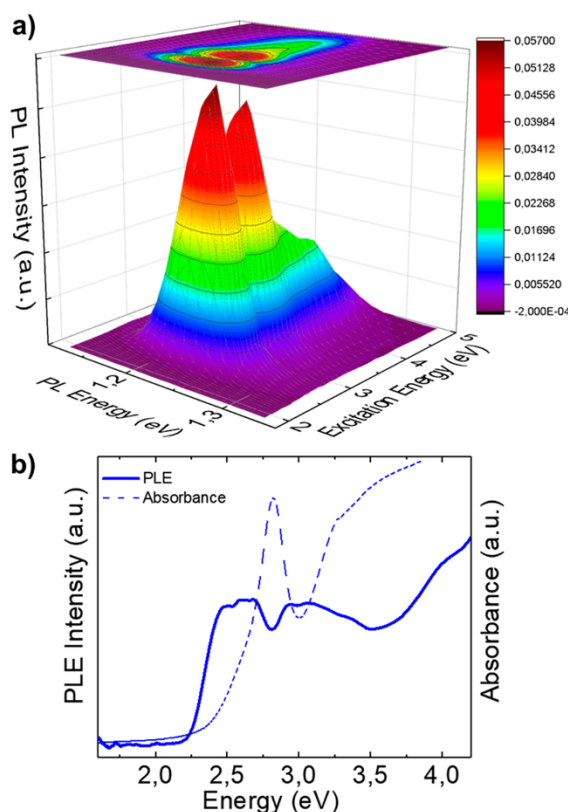 a)
PL Intensity (a.u.)
1,2
1,3
PL Energy (eV)
2
3
4
5
Excitation Energy (eV)
0,05700
0,05128
0,04556
0,03984
0,03412
0,02840
0,02268
0,01696
0,01124
0,005520
-2,000E-04
b)
PLE
Absorbance
PLE Intensity (a.u.)
Absorbance (a.u.)
2,0 2,5 3,0 3,5 4,0
Energy (eV)